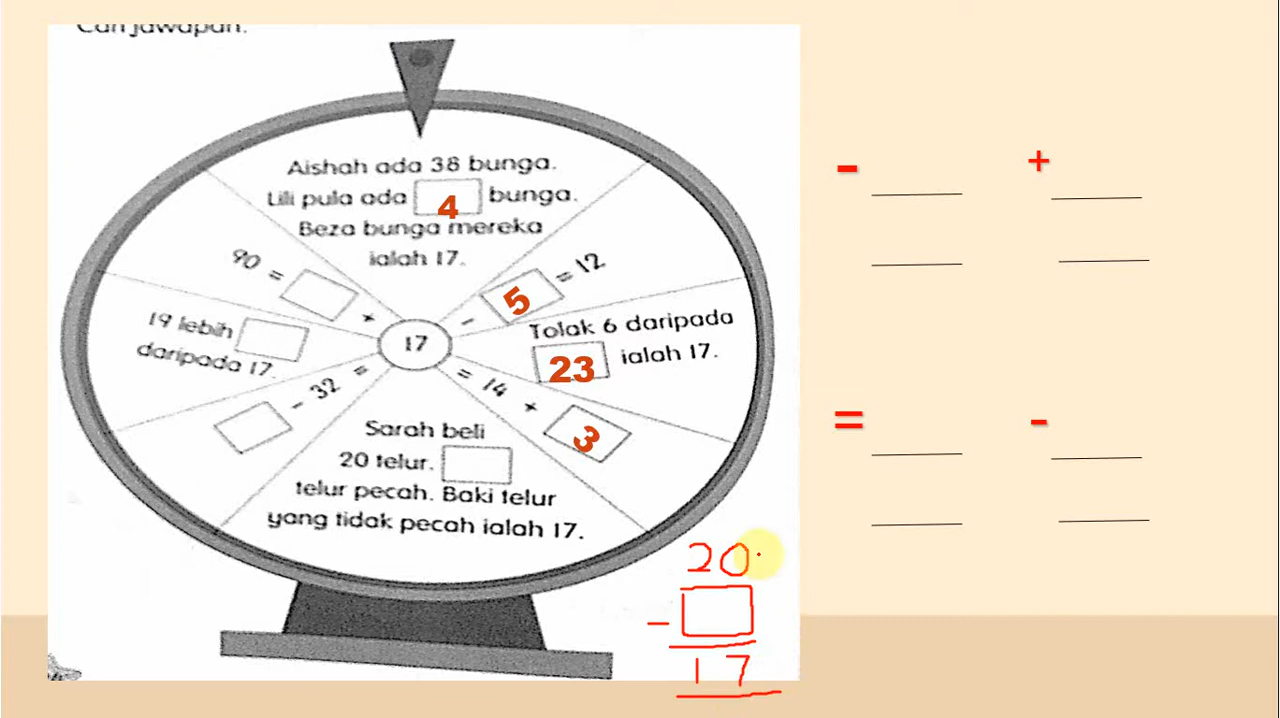 Cari jawapan.
Aishah ada 38 bunga.
Lili pula ada 4 bunga.
Beza bunga mereka
ialah 17.
- 5 = 12
Tolak 6 daripada
23 ialah 17.
= 14 + 3
Sarah beli
20 telur.
telur pecah. Baki telur
yang tidak pecah ialah 17.
- 32 =
19 lebih
daripada 17.
90 = +
17
20
-
17
- +
= -